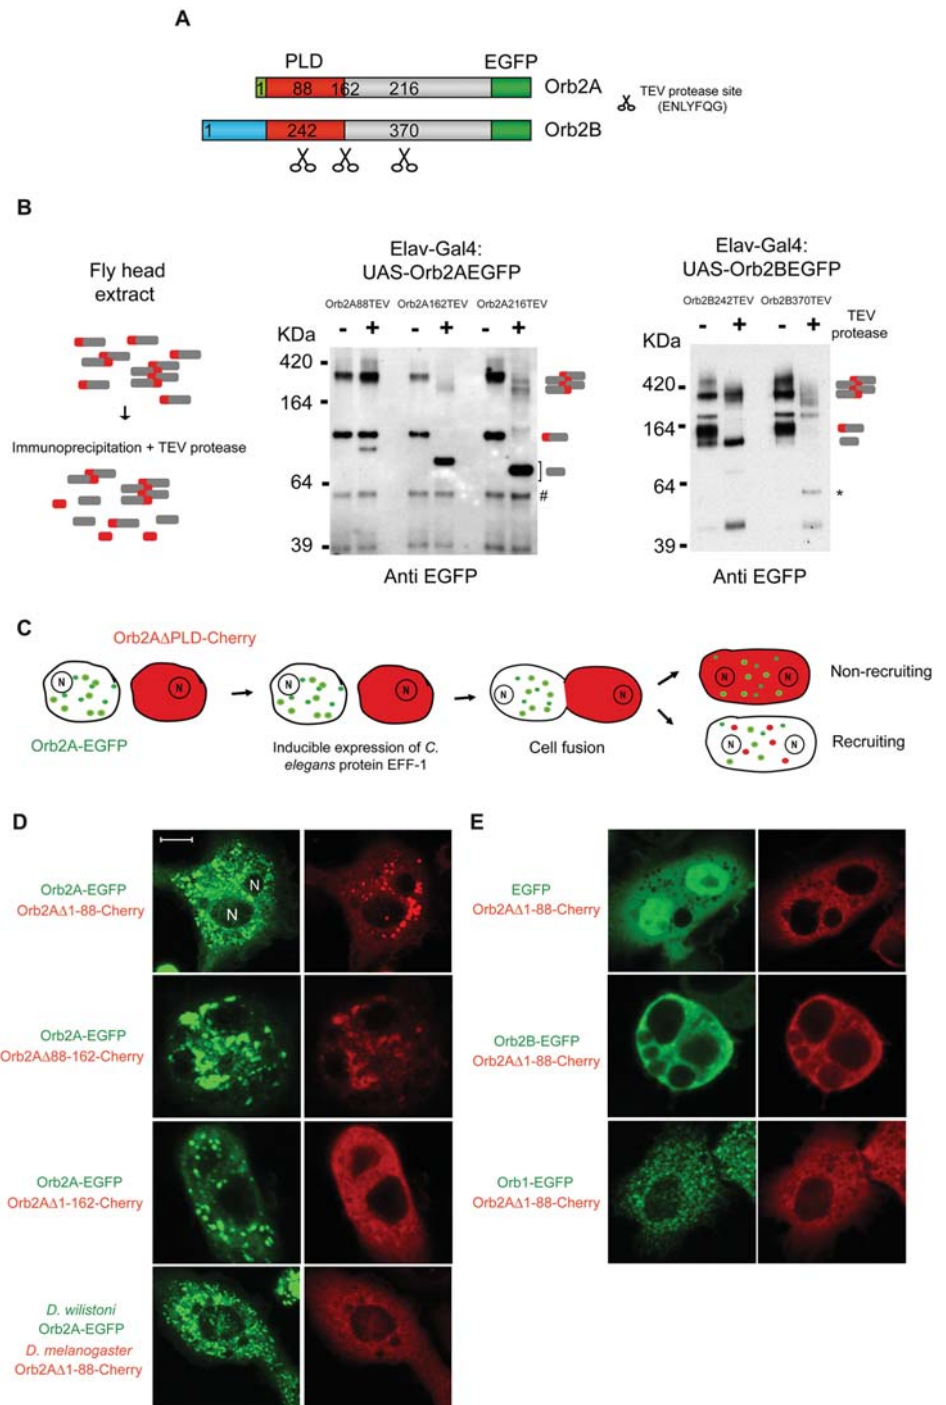 A
PLD
EGFP
1 88 162 216
Orb2A
TEV protease site
(ENLYFQG)
1 242 370
Orb2B
B
Fly head
extract
Immunoprecipitation + TEV protease
Elav-Gal4:
UAS-Orb2AEGFP
Orb2A88TEV Orb2A162TEV Orb2A216TEV
- + - + - +
KDa
420
164
64
39
#
Anti EGFP
Elav-Gal4:
UAS-Orb2BEGFP
Orb2B242TEV Orb2B370TEV
- + - +
TEV
protease
KDa
420
164
64
39
*
Anti EGFP
C
Orb2AΔPLD-Cherry
N N N N N N N N
N N
Orb2A-EGFP
Inducible expression of C.
elegans protein EFF-1
Cell fusion
Non-recruiting
Recruiting
D
Orb2A-EGFP
Orb2AΔ1-88-Cherry
N
N
Orb2A-EGFP
Orb2AΔ88-162-Cherry
Orb2A-EGFP
Orb2AΔ1-162-Cherry
D. wilistoni
Orb2A-EGFP
D. melanogaster
Orb2AΔ1-88-Cherry
E
EGFP
Orb2AΔ1-88-Cherry
Orb2B-EGFP
Orb2AΔ1-88-Cherry
Orb1-EGFP
Orb2AΔ1-88-Cherry